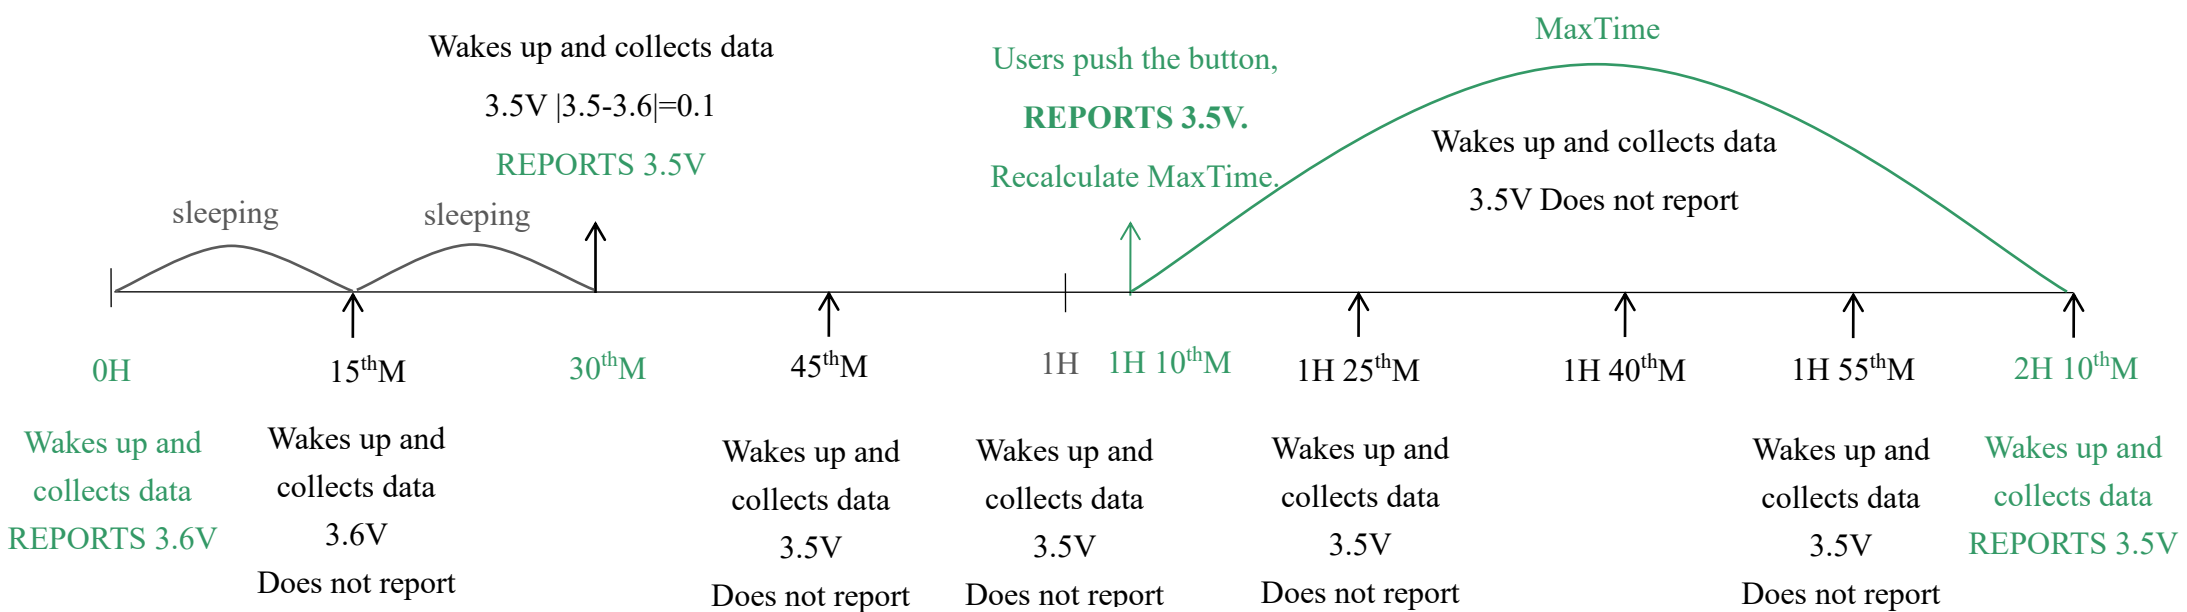 MaxTime
Wakes up and collects data
3.5V |3.5-3.6|=0.1
REPORTS 3.5V
Users push the button,
REPORTS 3.5V.
Recalculate MaxTime.
Wakes up and collects data
3.5V Does not report
sleeping
sleeping
0H
15thM
30thM
45thM
1H
1H 10thM
1H 25thM
1H 40thM
1H 55thM
2H 10thM
Wakes up and
collects data
REPORTS 3.6V
Wakes up and
collects data
3.6V
Does not report
Wakes up and
collects data
3.5V
Does not report
Wakes up and
collects data
3.5V
Does not report
Wakes up and
collects data
3.5V
Does not report
Wakes up and
collects data
3.5V
Does not report
Wakes up and
collects data
REPORTS 3.5V